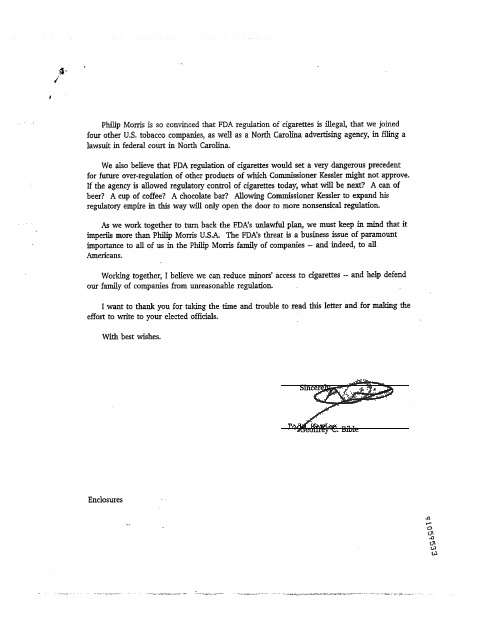 Philip Morris is so convinced that FDA regulation of cigarettes is illegal, that we joined
four other U.S. tobacco companies, as well as a North Carolina advertising agency, in filing a
lawsuit in federal court in North Carolina.
We also believe that FDA regulation of cigarettes would set a very dangerous precedent
for future over-regulation of other products of which Commissioner Kessler might not approve.
If the agency is allowed regulatory control of cigarettes today, what will be next? A can of
beer? A cup of coffee? A chocolate bar? Allowing Commissioner Kessler to expand his
regulatory empire in this way will only open the door to more nonsensical regulation.
As we work together to turn back the FDA's unlawful plan, we must keep in mind that it
imperils more than Philip Morris U.S.A. The FDA's threat is a business issue of paramount
importance to all of us in the Philip Morris family of companies -- and indeed, to all
Americans.
Working together, I believe we can reduce minors' access to cigarettes -- and help defend
our family of companies from unreasonable regulation.
I want to thank you for taking the time and trouble to read this letter and for making the
effort to write to your elected officials.
With best wishes.
Sincerely,
Geoffrey C. Bible
Enclosures
91059533